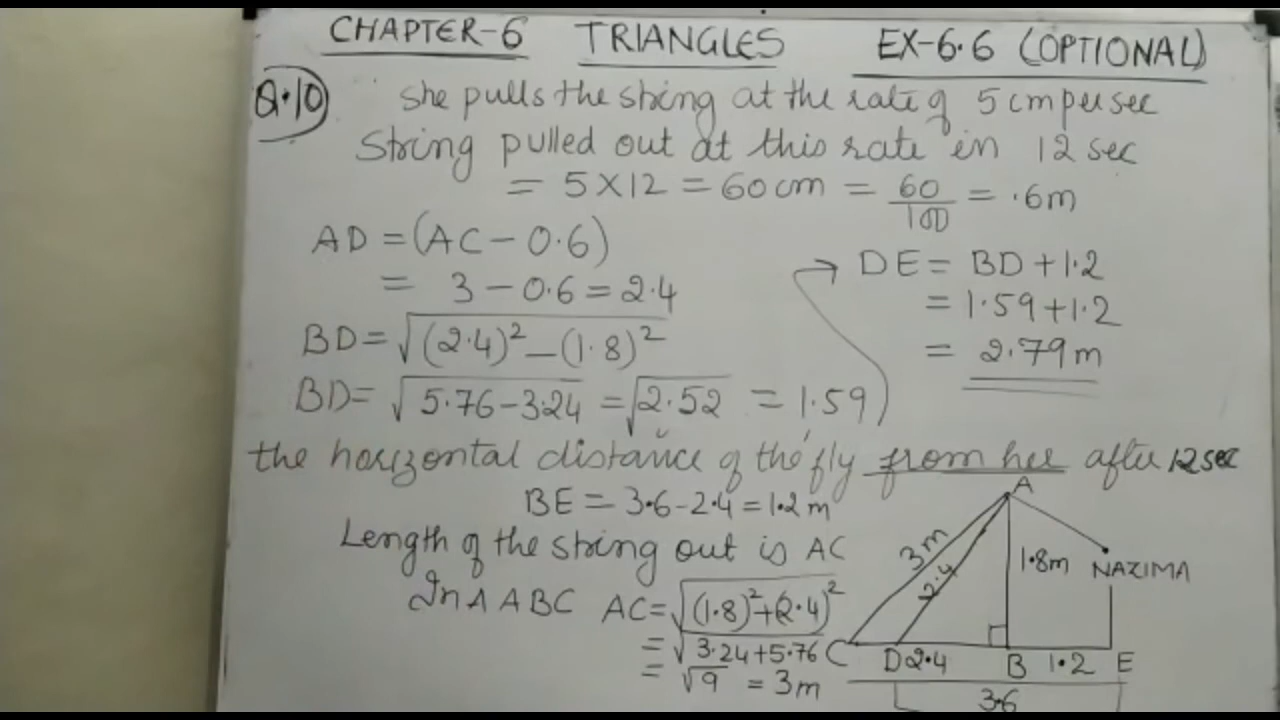 CHAPTER-6 TRIANGLES EX-6.6 (OPTIONAL)
Q.10 She pulls the string at the rate of 5 cm per sec
String pulled out at this rate in 12 sec
= 5 × 12 = 60 cm = 60/100 = .6m
AD = (AC - 0.6)
= 3 - 0.6 = 2.4
BD = √(2.4)² - (1.8)²
BD = √5.76 - 3.24 = √2.52 = 1.59
→ DE = BD + 1.2
= 1.59 + 1.2
= 2.79 m
the horizontal distance of the fly from her after 12 sec
BE = 3.6 - 2.4 = 1.2 m
Length of the string out is AC
In Δ ABC AC = √(1.8)² + (2.4)²
= √3.24 + 5.76
= √9 = 3m
A
3m
2.4
1.8m
NAZIMA
C D 2.4 B 1.2 E
3.6